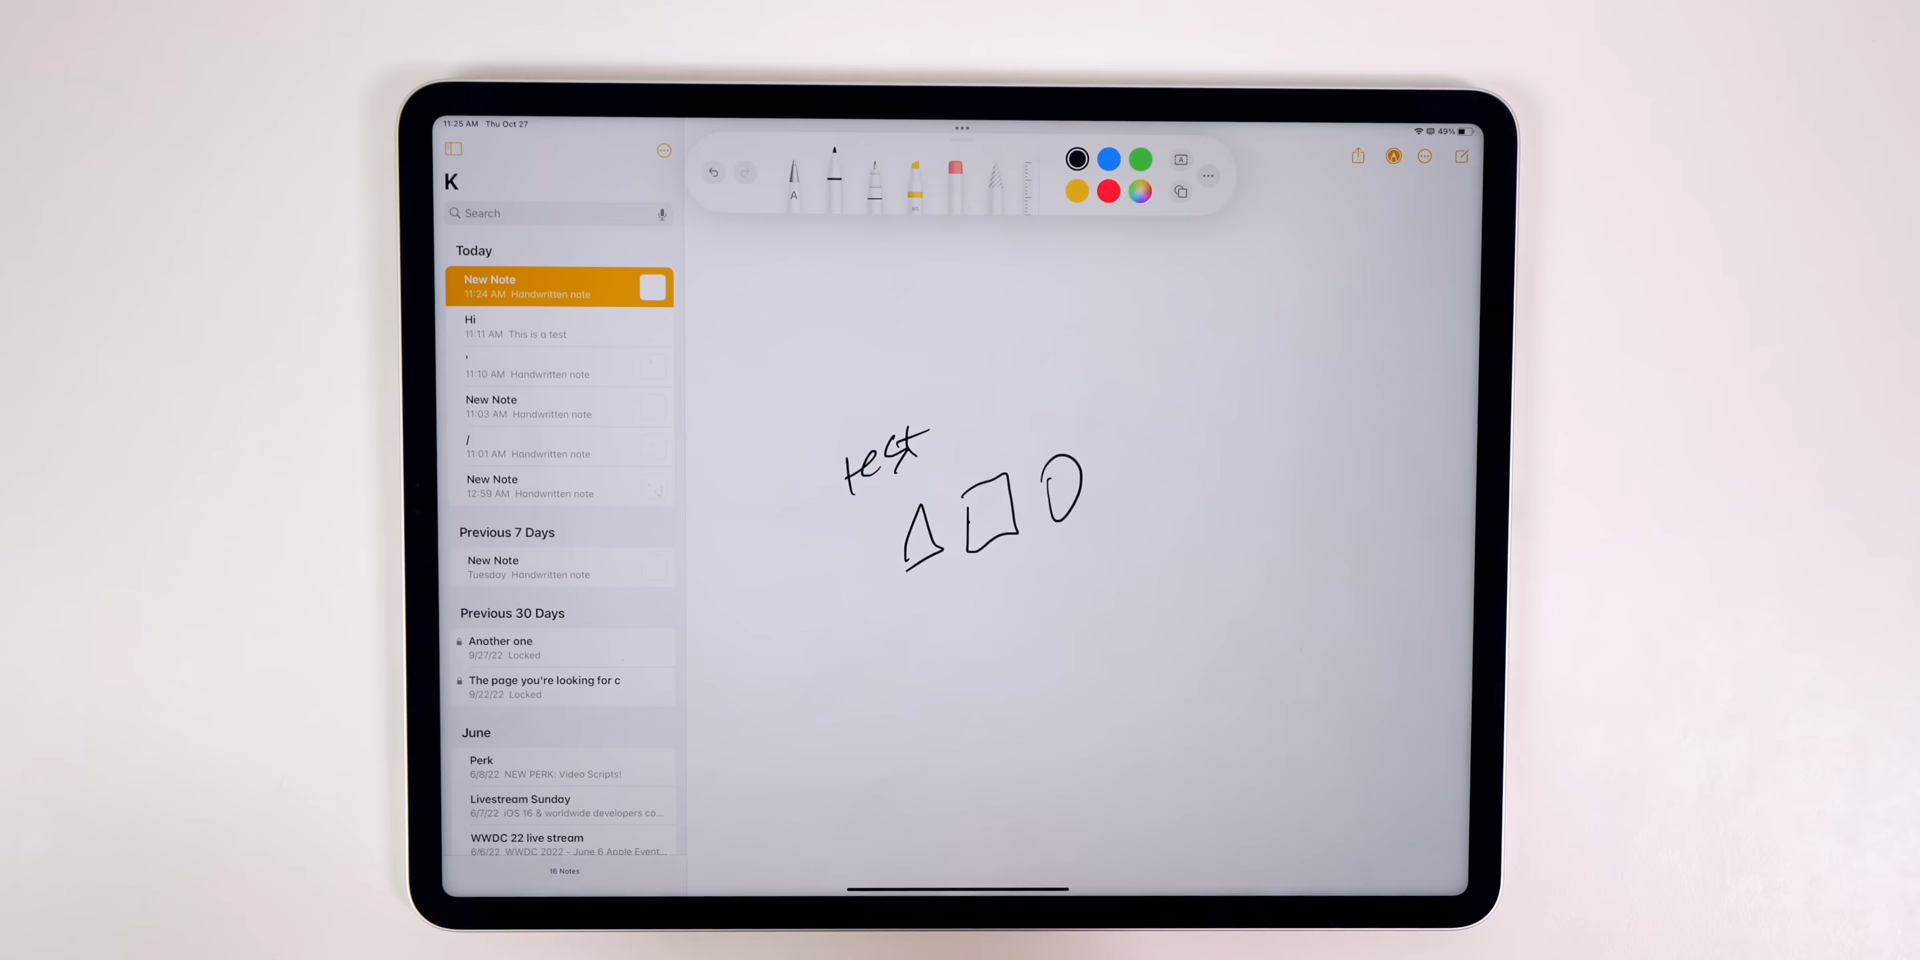 11:25 AM Thu Oct 27
49%
K
Search
Today
New Note
11:24 AM Handwritten note
Hi
11:11 AM This is a test
'
11:10 AM Handwritten note
New Note
11:03 AM Handwritten note
/
11:01 AM Handwritten note
New Note
12:59 AM Handwritten note
Previous 7 Days
New Note
Tuesday Handwritten note
Previous 30 Days
Another one
9/27/22 Locked
The page you're looking for c
9/22/22 Locked
June
Perk
6/8/22 NEW PERK: Video Scripts!
Livestream Sunday
6/7/22 iOS 16 & worldwide developers co...
WWDC 22 live stream
6/6/22 WWDC 2022 - June 6 Apple Event...
16 Notes
A
A
test